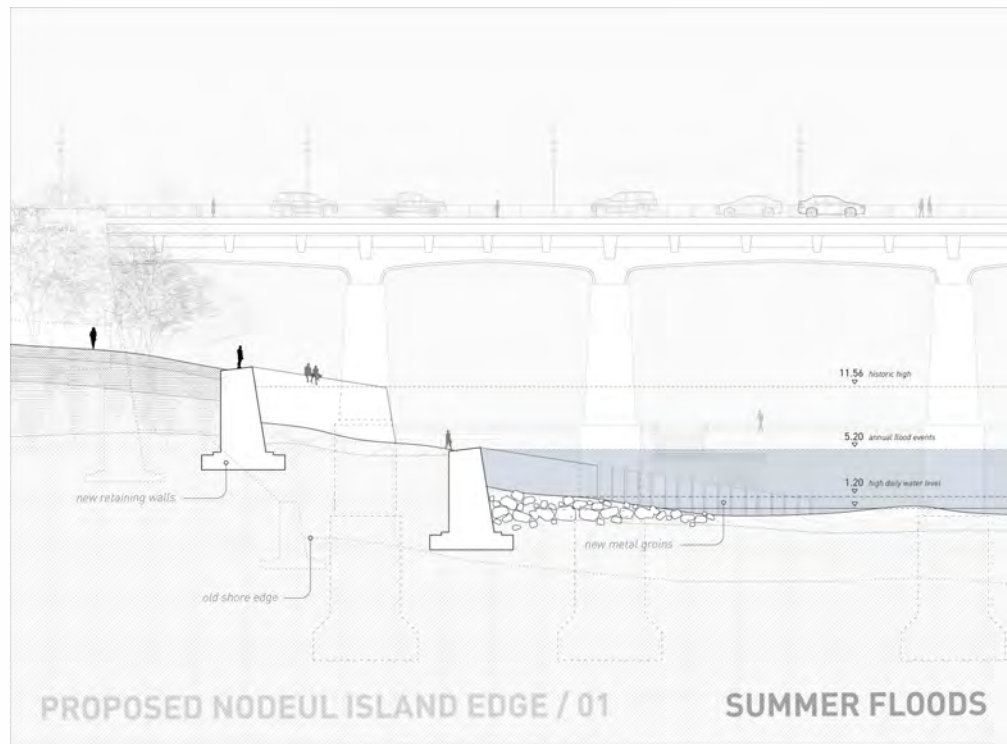 11.56 historic high
5.20 annual flood events
1.20 high daily water level
new retaining walls
new metal groins
old shore edge
PROPOSED NODEUL ISLAND EDGE / 01
SUMMER FLOODS